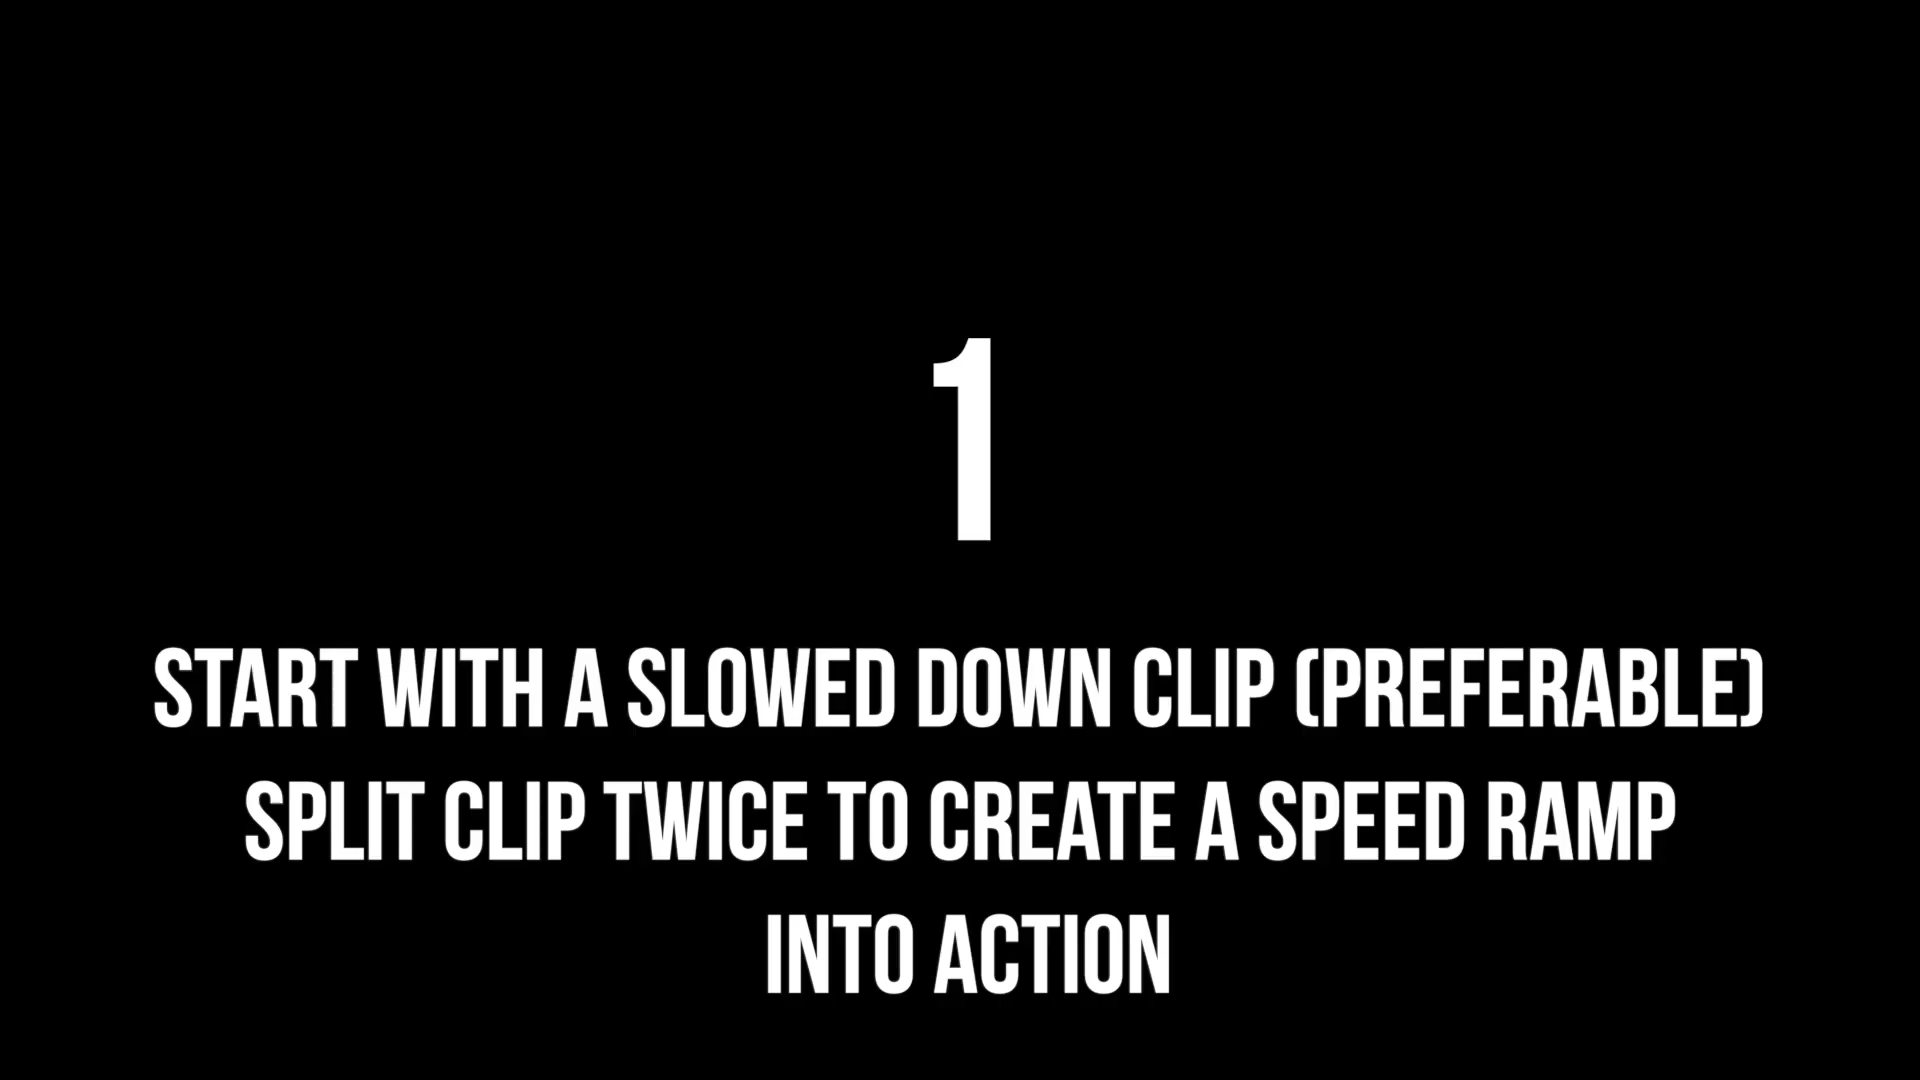 1
START WITH A SLOWED DOWN CLIP (PREFERABLE)
SPLIT CLIP TWICE TO CREATE A SPEED RAMP
INTO ACTION